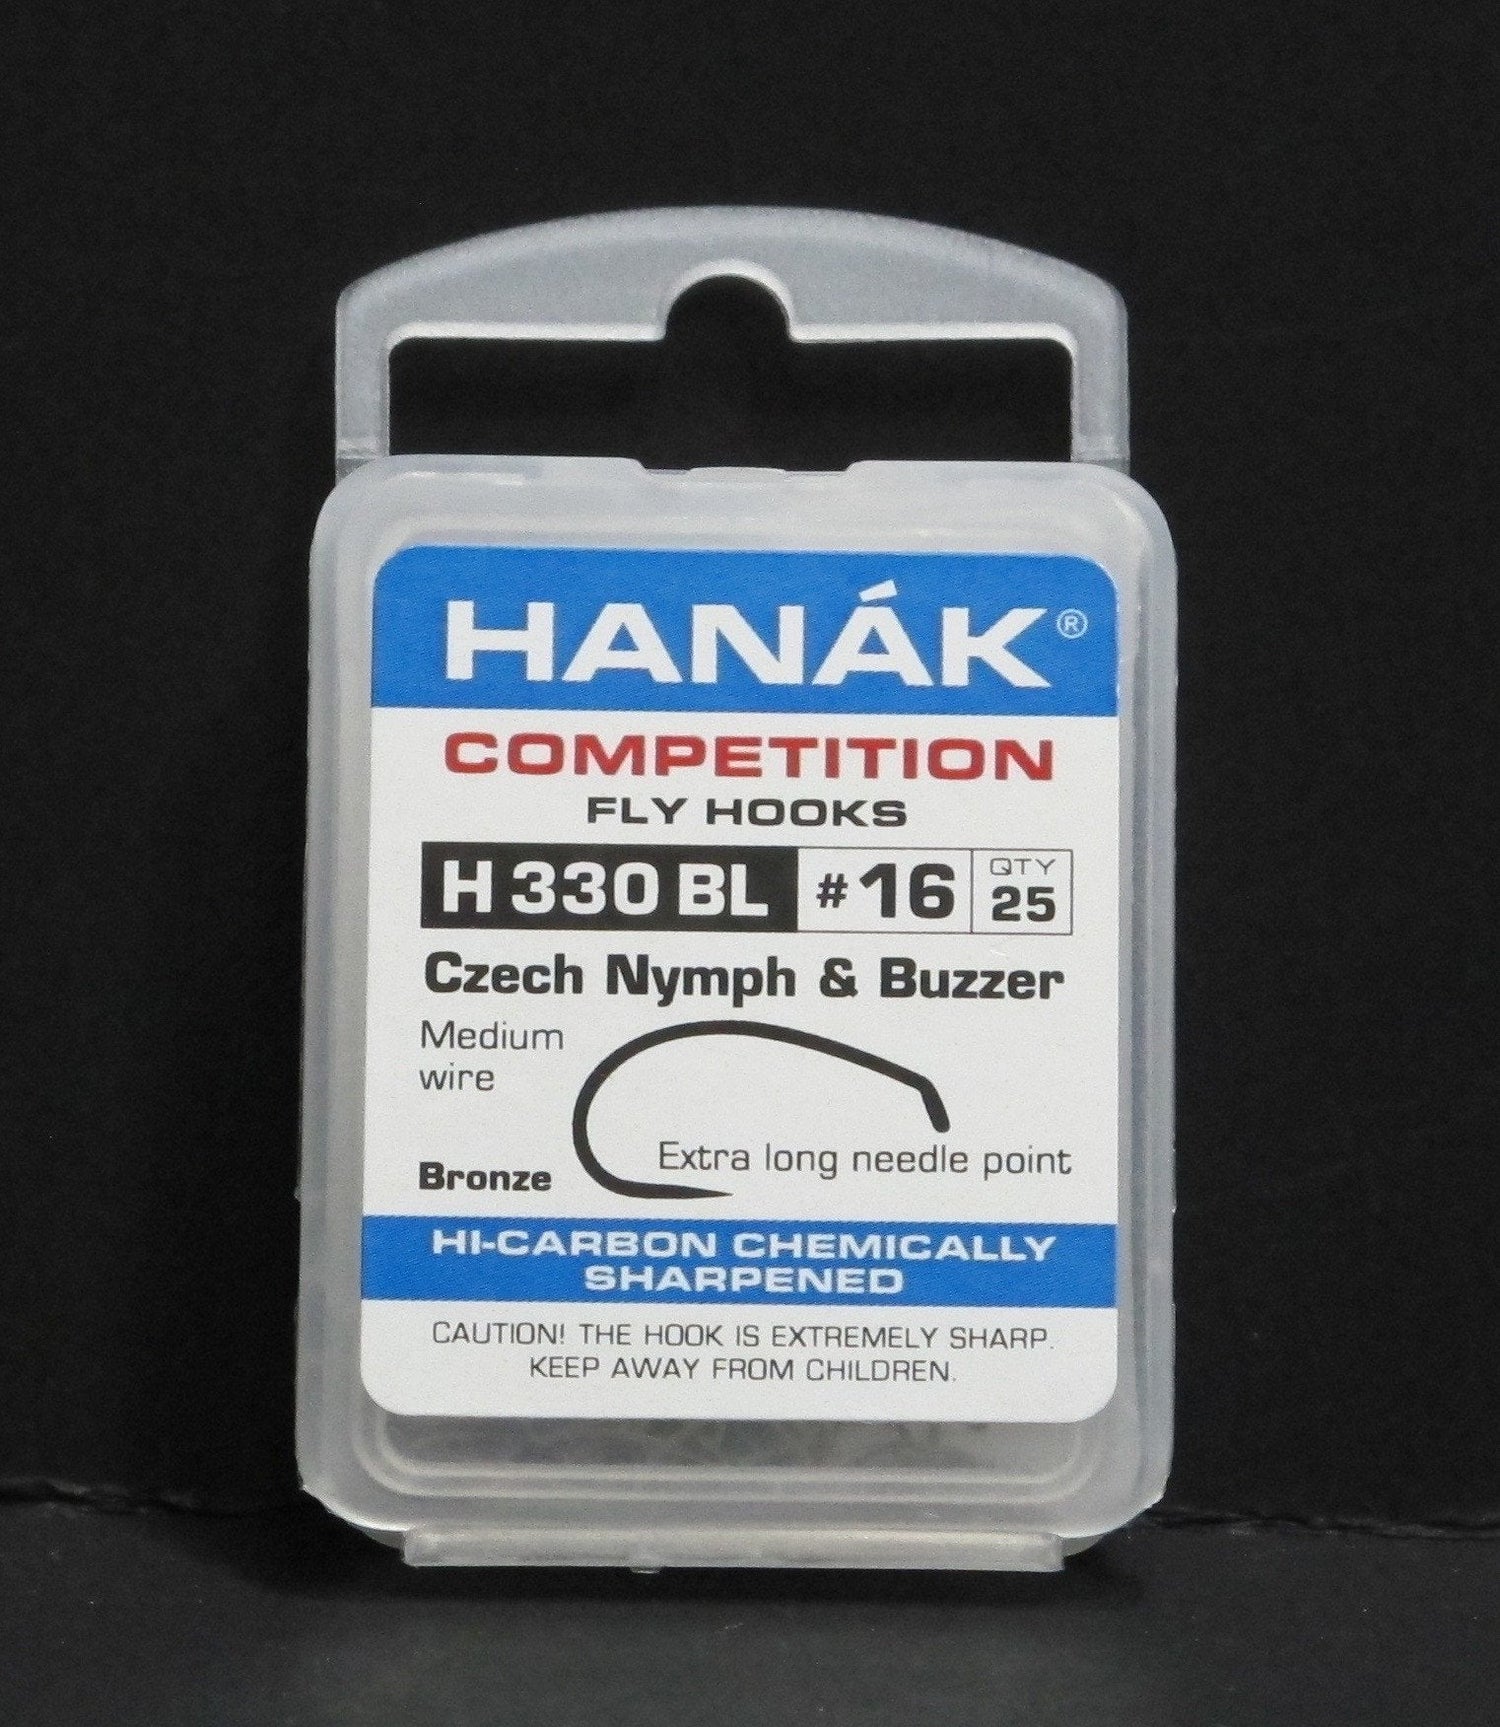 HANÁK®
COMPETITION
FLY HOOKS
H 330 BL #16 QTY 25
Czech Nymph & Buzzer
Medium
wire
Extra long needle point
Bronze
HI-CARBON CHEMICALLY
SHARPENED
CAUTION! THE HOOK IS EXTREMELY SHARP.
KEEP AWAY FROM CHILDREN.